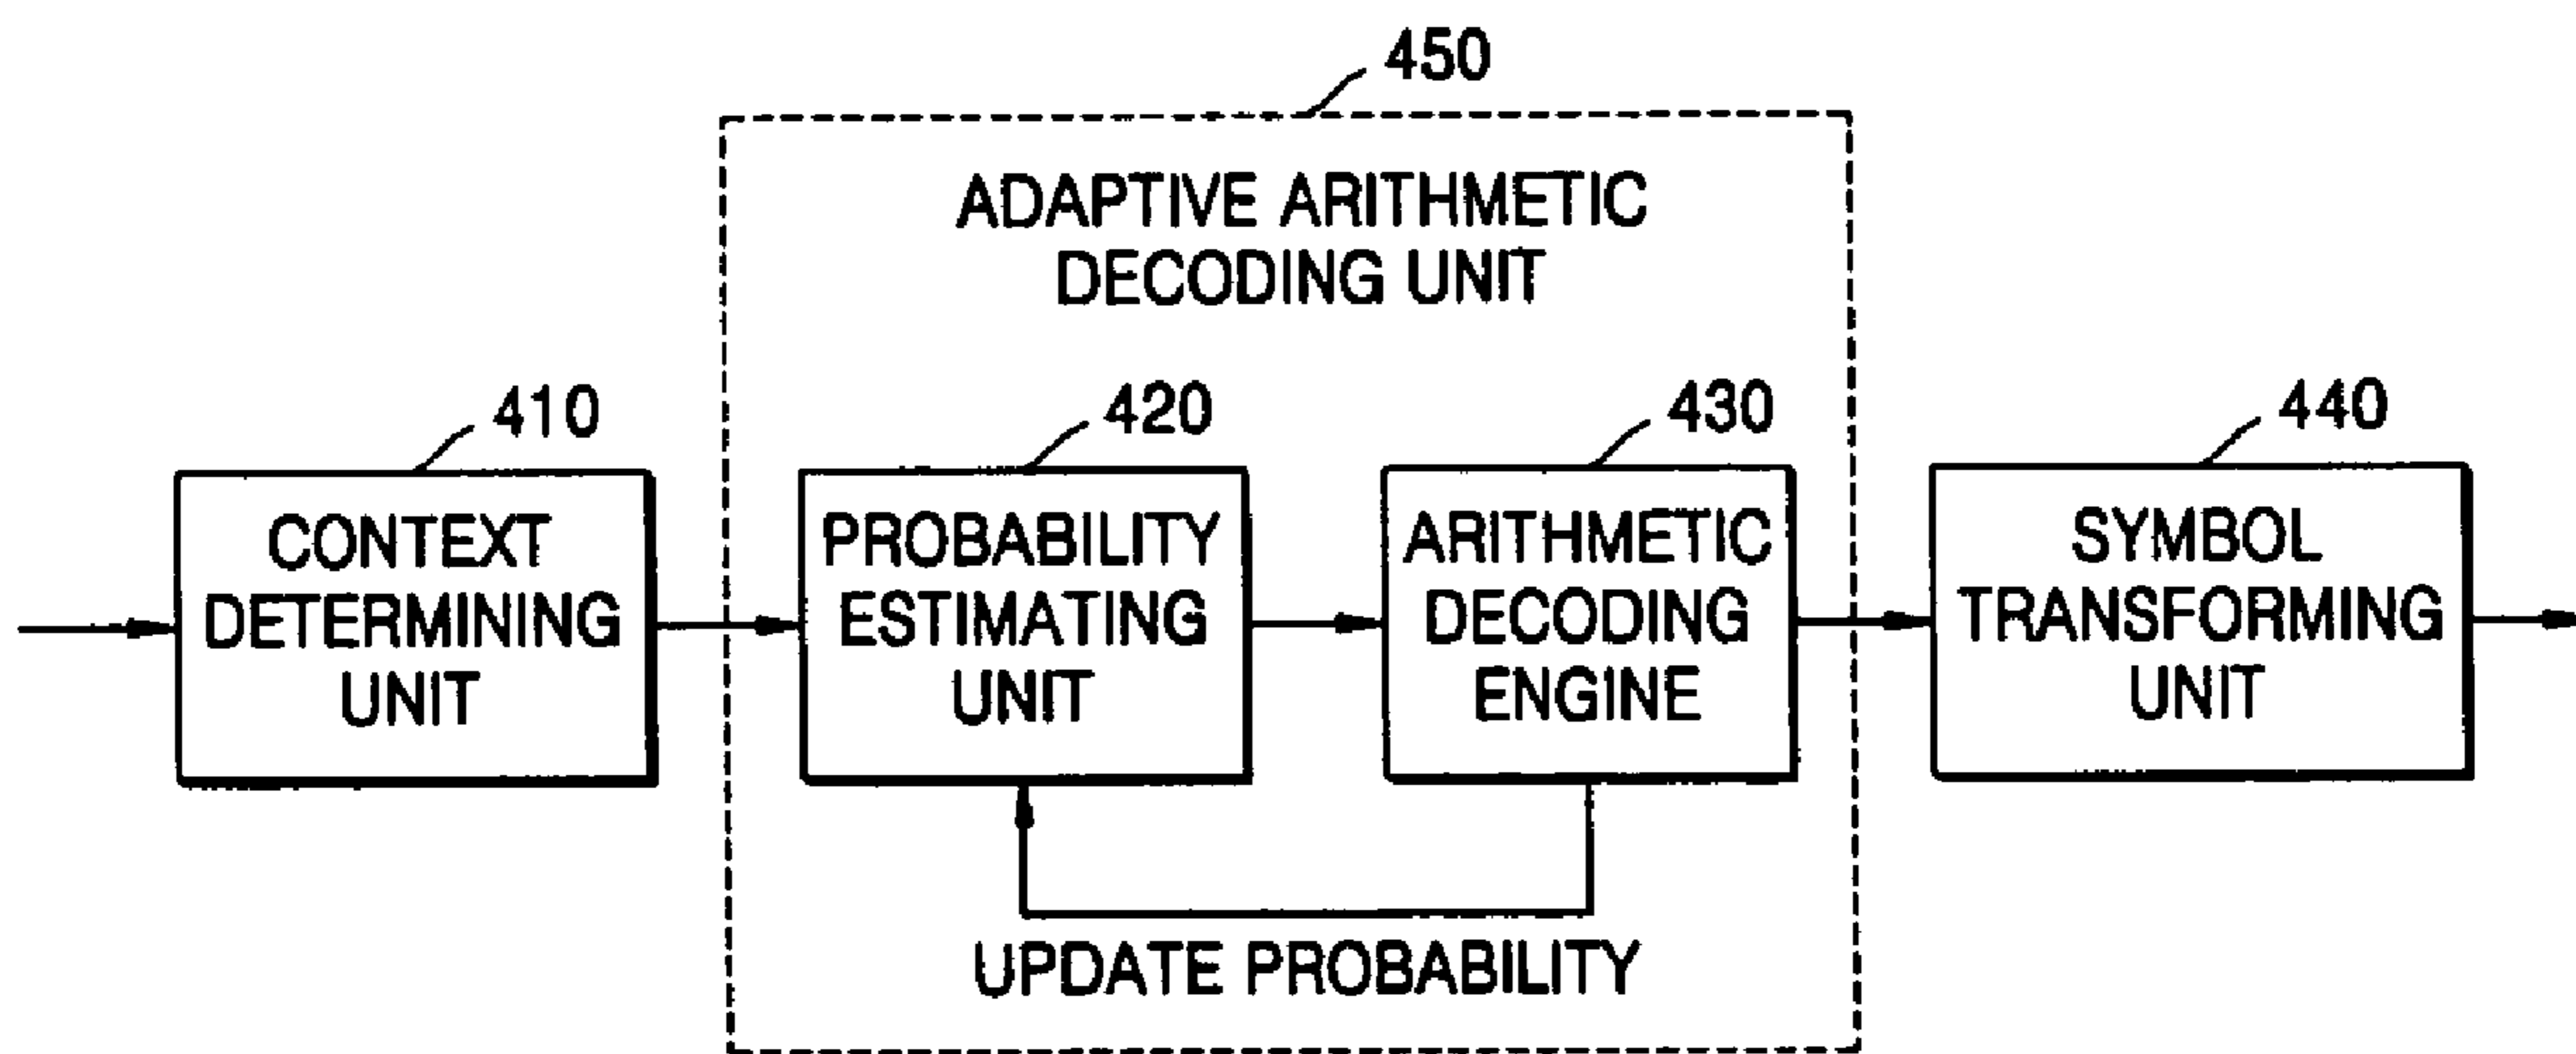 450
ADAPTIVE ARITHMETIC
DECODING UNIT
410
CONTEXT
DETERMINING
UNIT
420
PROBABILITY
ESTIMATING
UNIT
430
ARITHMETIC
DECODING
ENGINE
440
SYMBOL
TRANSFORMING
UNIT
UPDATE PROBABILITY